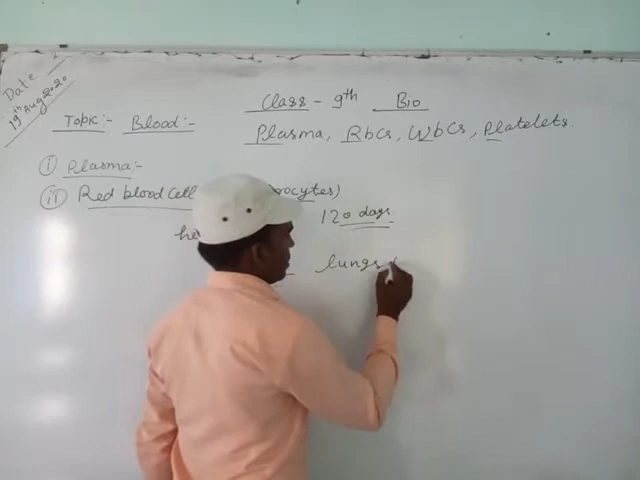 Date
19th Aug 2020
Class - 9th Bio
Topic:- Blood:-
Plasma, RbCs, WbCs, Platelets.
(i) Plasma:-
(ii) Red blood Cell rocytes)
120 days.
he
lungs